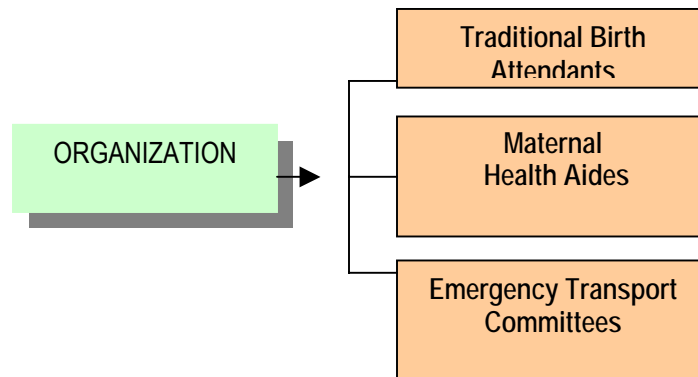 Traditional Birth
Attendants
ORGANIZATION
Maternal
Health Aides
Emergency Transport
Committees